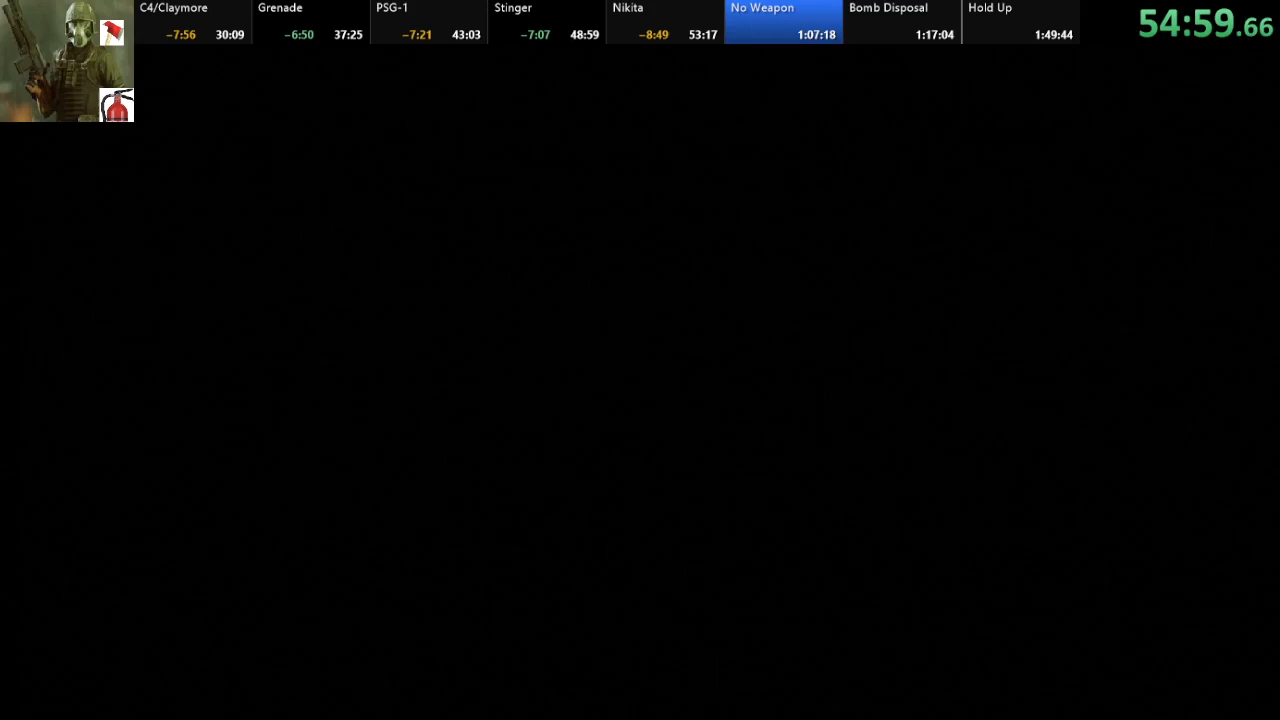 C4/Claymore
−7:56 30:09
Grenade
−6:50 37:25
PSG-1
−7:21 43:03
Stinger
−7:07 48:59
Nikita
−8:49 53:17
No Weapon
1:07:18
Bomb Disposal
1:17:04
Hold Up
1:49:44
54:59.66